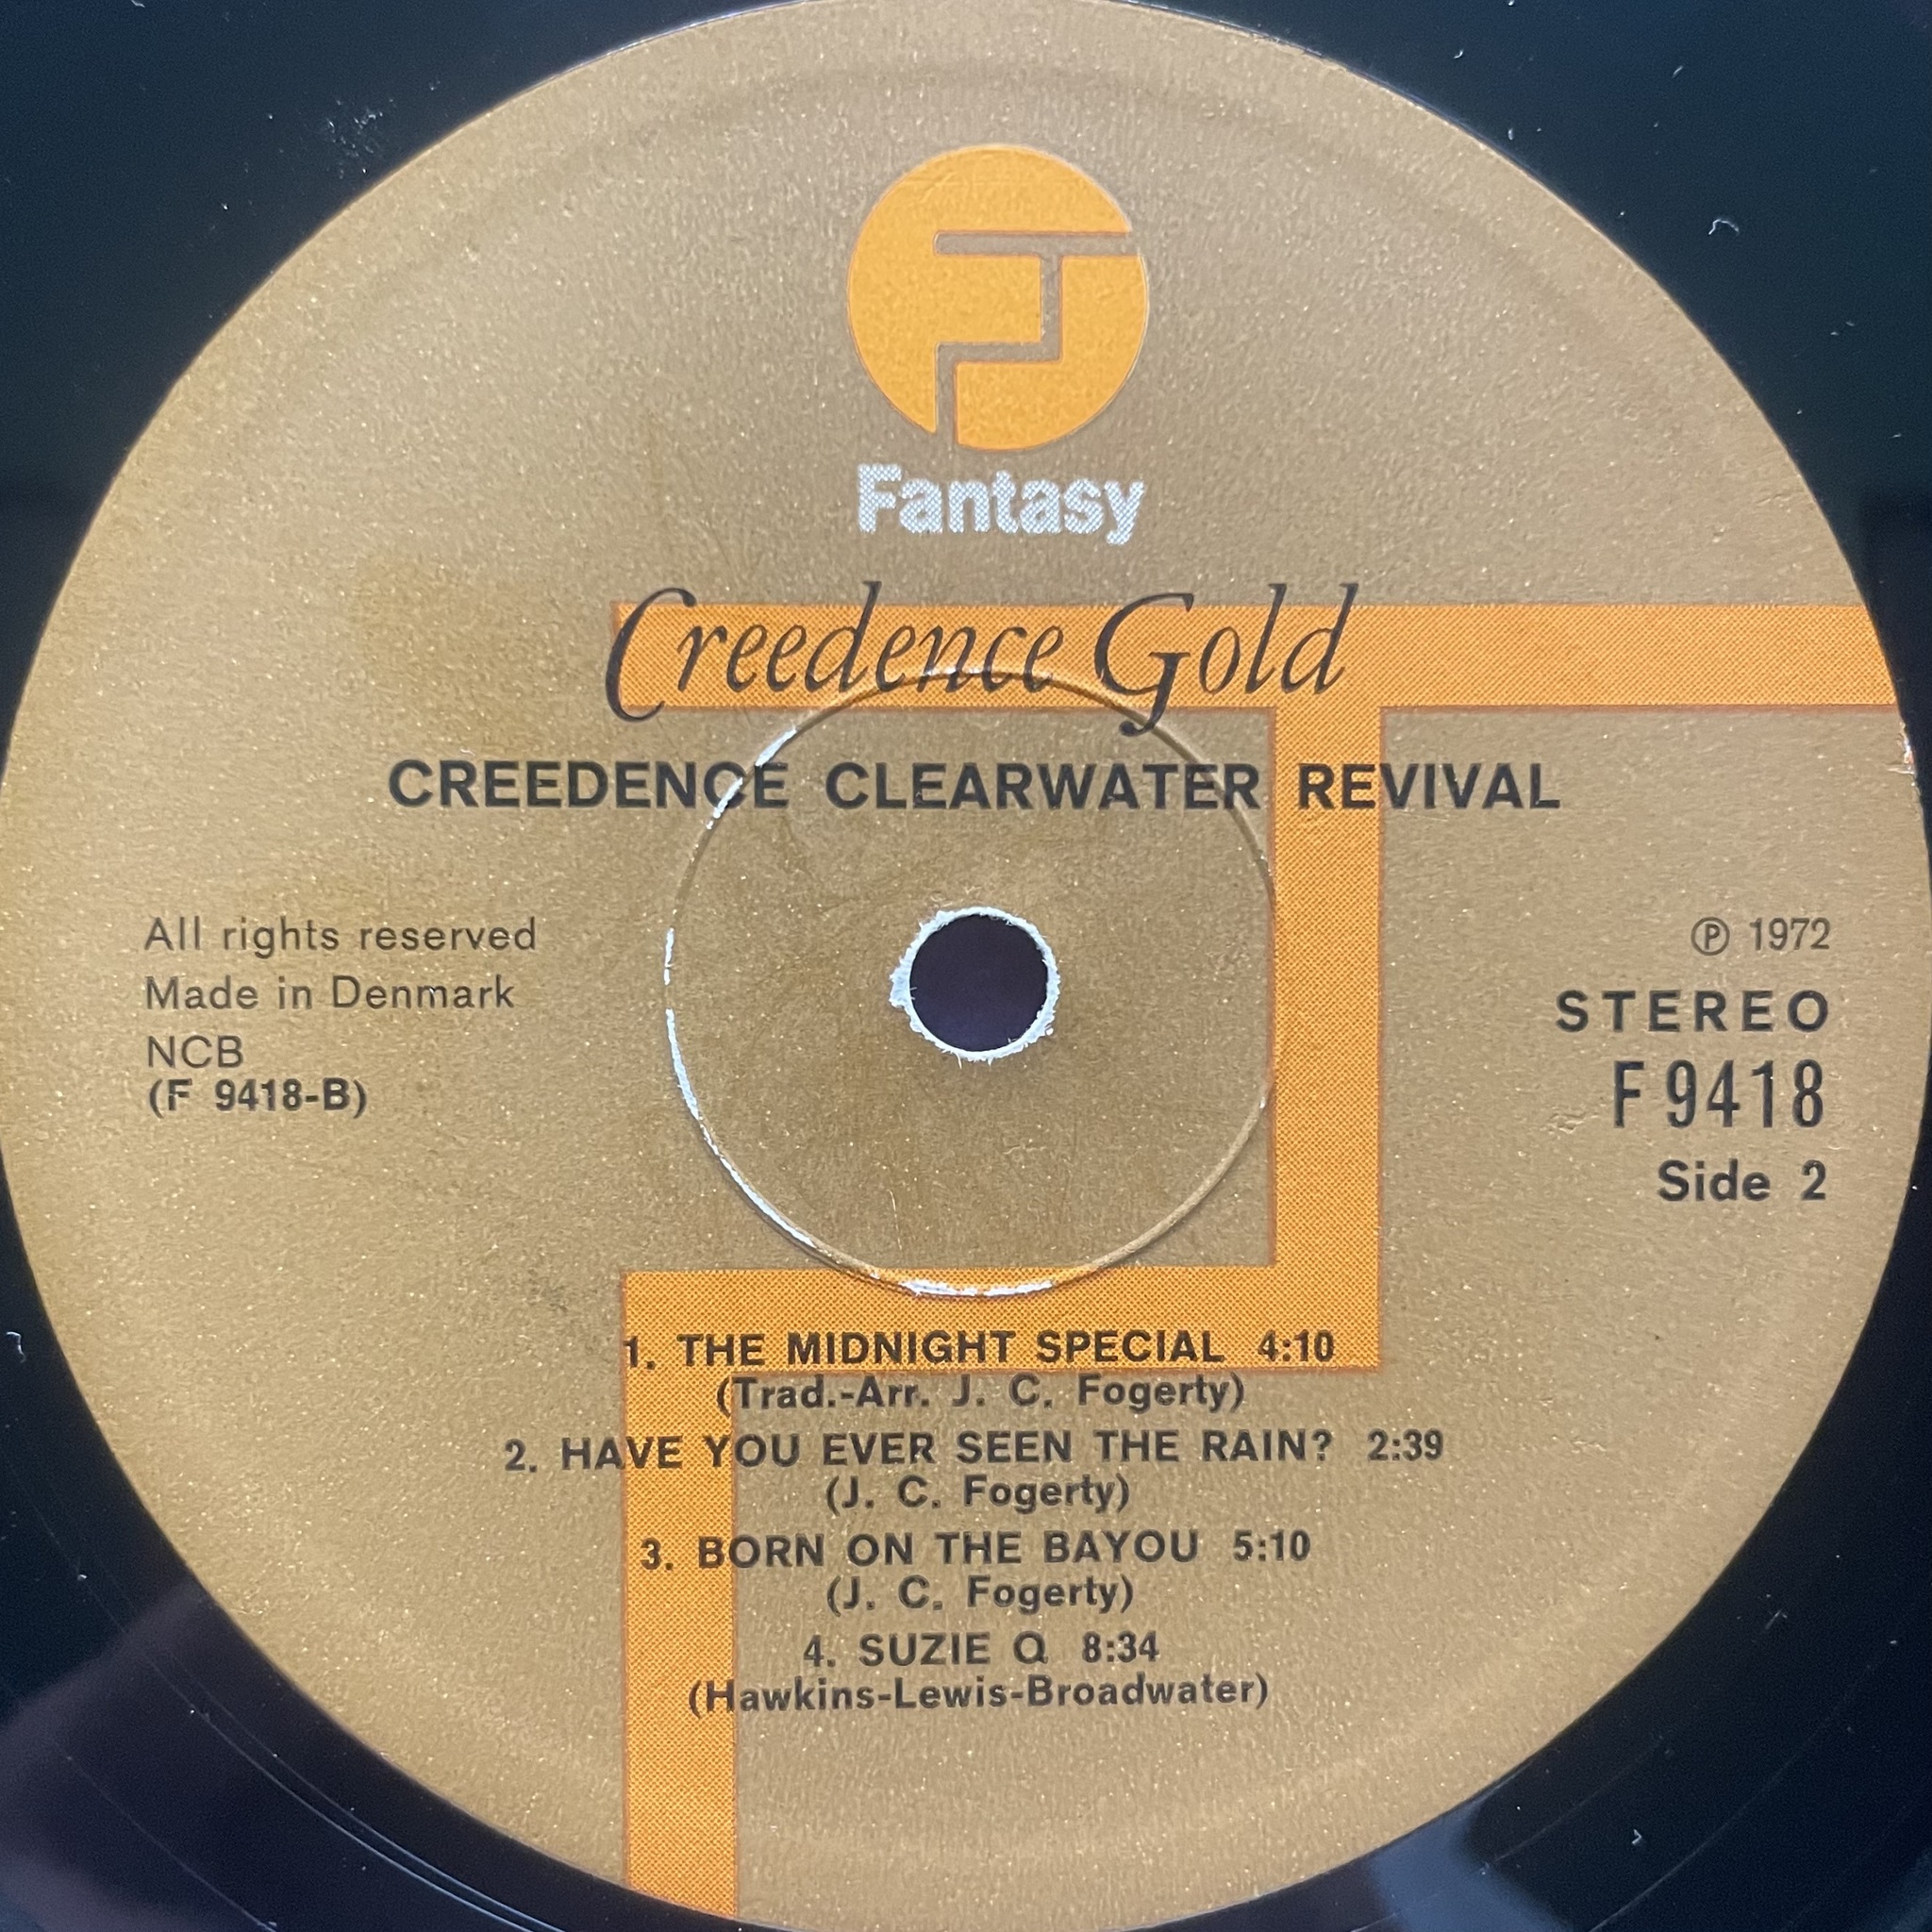 Fantasy
Creedence Gold
CREEDENCE CLEARWATER REVIVAL
All rights reserved
Made in Denmark
NCB
(F 9418-B)
℗ 1972
STEREO
F 9418
Side 2
1. THE MIDNIGHT SPECIAL 4:10
(Trad.-Arr. J. C. Fogerty)
2. HAVE YOU EVER SEEN THE RAIN? 2:39
(J. C. Fogerty)
3. BORN ON THE BAYOU 5:10
(J. C. Fogerty)
4. SUZIE Q 8:34
(Hawkins-Lewis-Broadwater)